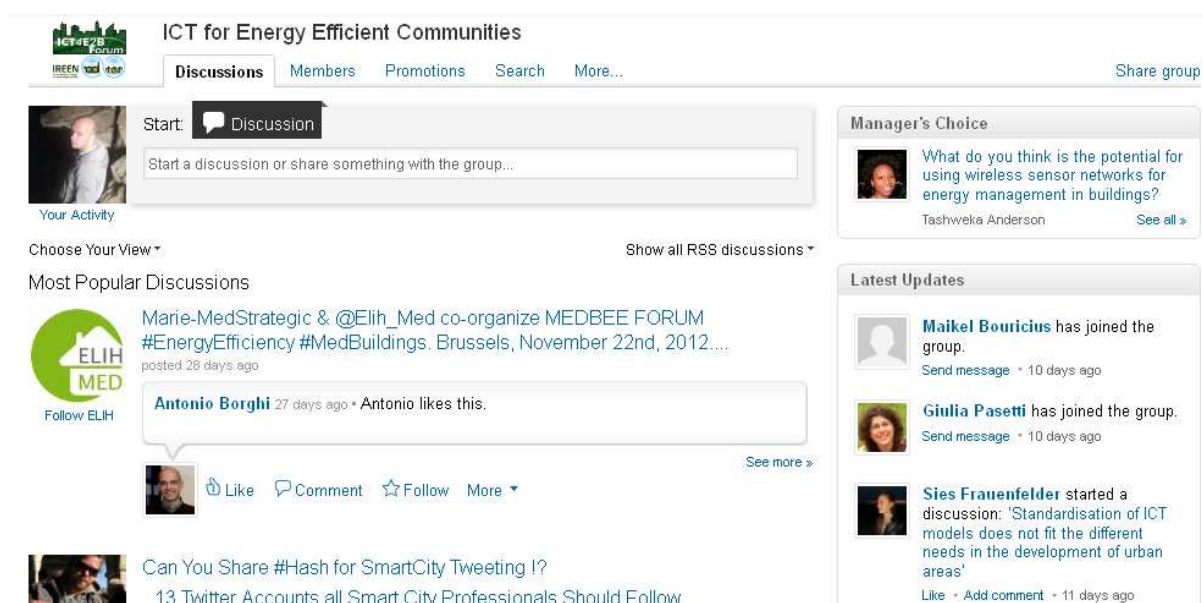 ICT4E2B
Forum
IREEN
ICT for Energy Efficient Communities
Discussions Members Promotions Search More... Share group
Start: Discussion
Start a discussion or share something with the group...
Your Activity
Choose Your View Show all RSS discussions
Most Popular Discussions
ELIH
MED
Follow ELIH
Marie-MedStrategic & @Elih_Med co-organize MEDBEE FORUM
#EnergyEfficiency #MedBuildings. Brussels, November 22nd, 2012....
posted 28 days ago
Antonio Borghi 27 days ago • Antonio likes this.
See more »
Like Comment Follow More
Can You Share #Hash for SmartCity Tweeting !?
13 Twitter Accounts all Smart City Professionals Should Follow
Manager's Choice
What do you think is the potential for
using wireless sensor networks for
energy management in buildings?
Tashweka Anderson See all »
Latest Updates
Maikel Bouricius has joined the
group.
Send message • 10 days ago
Giulia Pasetti has joined the group.
Send message • 10 days ago
Sies Frauenfelder started a
discussion: 'Standardisation of ICT
models does not fit the different
needs in the development of urban
areas'
Like • Add comment • 11 days ago